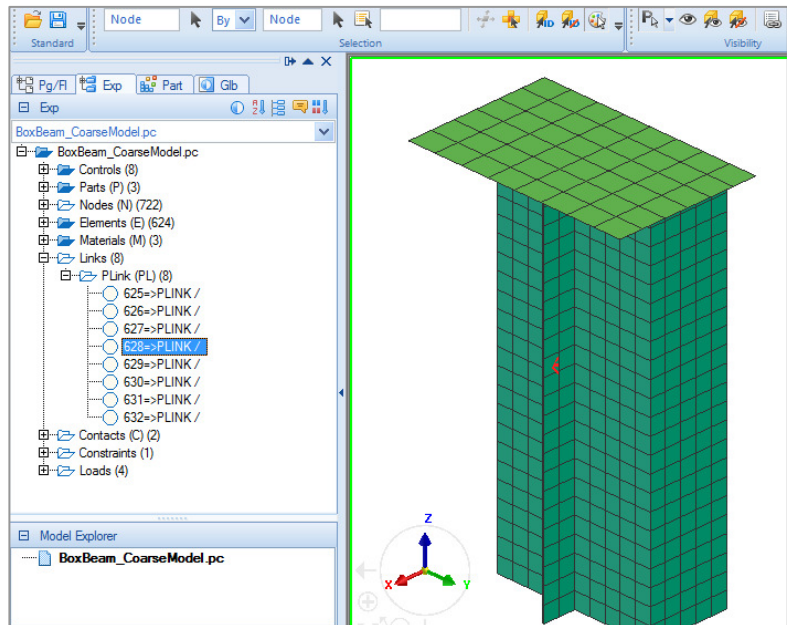 Node
By
Node
Standard
Selection
Visibility
Pg/Fl
Exp
Part
Glb
Exp
BoxBeam_CoarseModel.pc
BoxBeam_CoarseModel.pc
Controls (8)
Parts (P) (3)
Nodes (N) (722)
Elements (E) (624)
Materials (M) (3)
Links (8)
PLink (PL) (8)
625=>PLINK /
626=>PLINK /
627=>PLINK /
628=>PLINK /
629=>PLINK /
630=>PLINK /
631=>PLINK /
632=>PLINK /
Contacts (C) (2)
Constraints (1)
Loads (4)
Model Explorer
BoxBeam_CoarseModel.pc
Z
X
Y